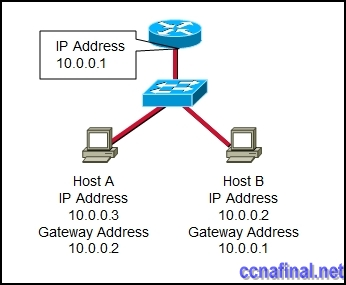 IP Address
10.0.0.1
Host A
IP Address
10.0.0.3
Gateway Address
10.0.0.2
Host B
IP Address
10.0.0.2
Gateway Address
10.0.0.1
ccnafinal.net